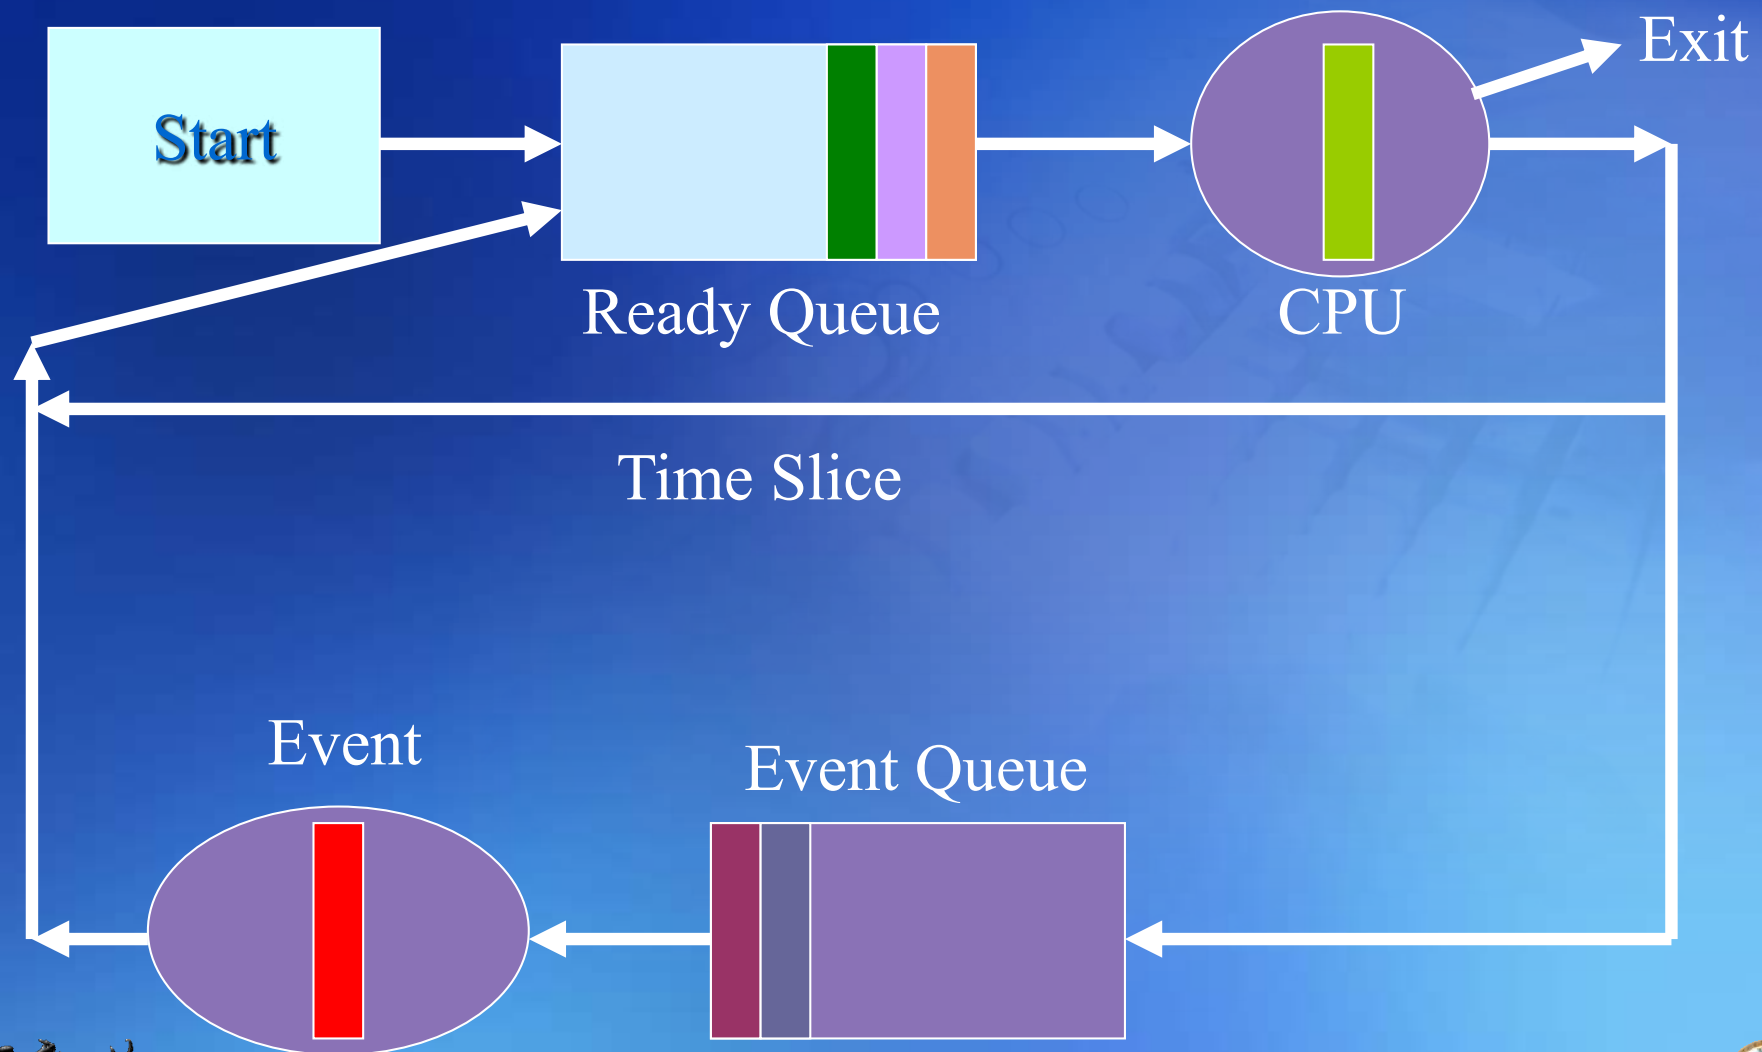 Start
Exit
Ready Queue
CPU
Time Slice
Event
Event Queue